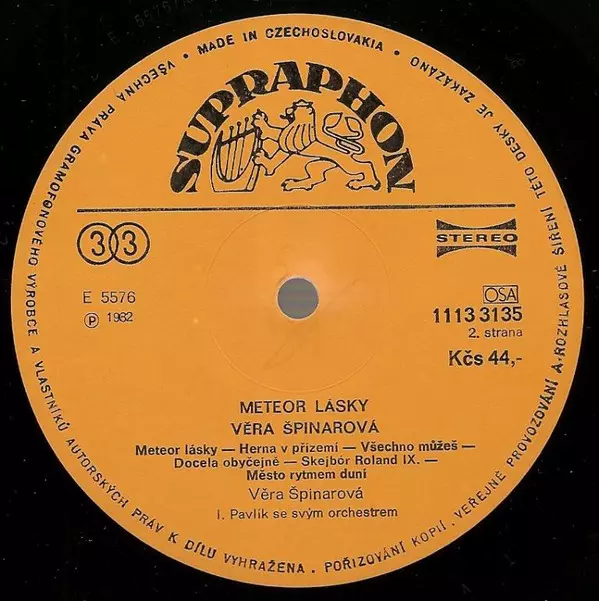 E 5576
MADE IN CZECHOSLOVAKIA • VŠECHNA PRÁVA GRAMOFONOVÉHO VÝROBCE A VLASTNÍKŮ AUTORSKÝCH PRÁV K DÍLU VYHRAŽENA. POŘIZOVÁNÍ KOPIÍ, VEŘEJNÉ PROVOZOVÁNÍ A ROZHLASOVÉ ŠÍŘENÍ TÉTO DESKY JE ZAKÁZÁNO •
SUPRAPHON
33
STEREO
E 5576
OSA
Ⓟ 1982
1113 3135
2. strana
Kčs 44,-
METEOR LÁSKY
VĚRA ŠPINAROVÁ
Meteor lásky — Herna v přízemí — Všechno můžeš —
Docela obyčejně — Skejbór Roland IX. —
Město rytmem duní
Věra Špinarová
I. Pavlík se svým orchestrem